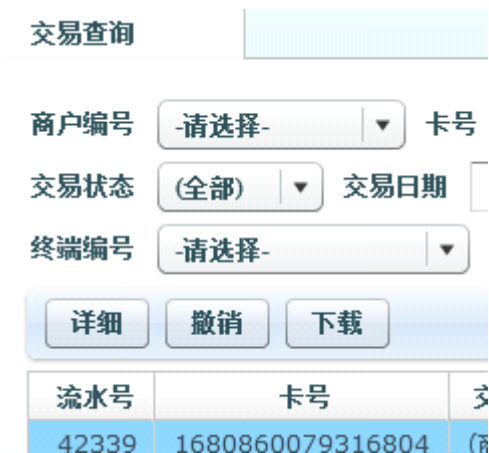 交易查询
商户编号 -请选择- 卡号
交易状态 (全部) 交易日期
终端编号 -请选择-
详细 撤销 下载
流水号 卡号
42339 1680860079316804